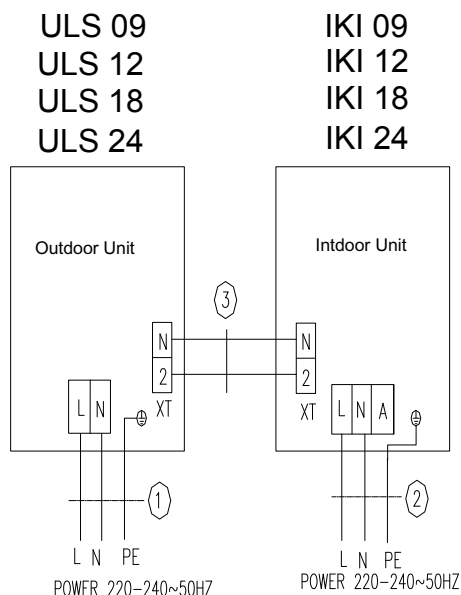 ULS 09 IKI 09
ULS 12 IKI 12
ULS 18 IKI 18
ULS 24 IKI 24
Outdoor Unit Intdoor Unit
3
N N
2 2
XT XT
L N L N A
1 2
L N PE L N PE
POWER 220-240~50HZ POWER 220-240~50HZ